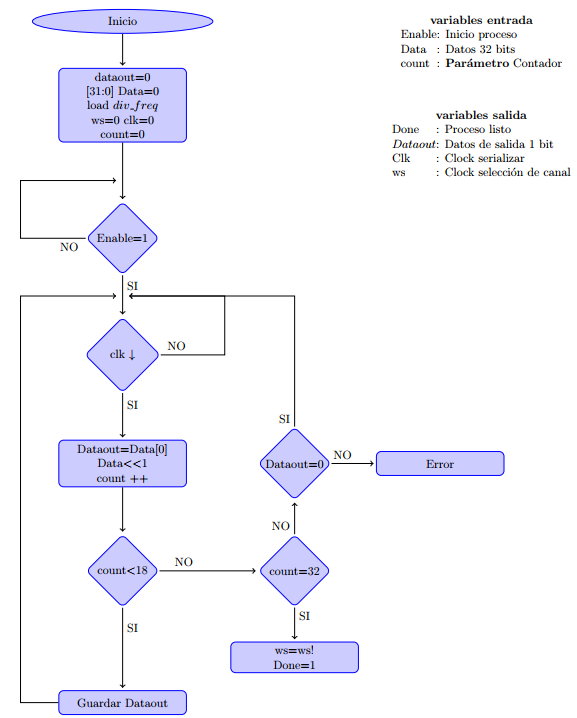 Inicio
dataout=0
[31:0] Data=0
load div_freq
ws=0 clk=0
count=0
variables entrada
Enable: Inicio proceso
Data : Datos 32 bits
count : Parámetro Contador
variables salida
Done : Proceso listo
Dataout: Datos de salida 1 bit
Clk : Clock serializar
ws : Clock selección de canal
Enable=1
NO
SI
clk ↓
NO
SI
Dataout=Data[0]
Data<<1
count ++
SI
Dataout=0
NO
Error
NO
count<18
NO
count=32
SI
SI
ws=ws!
Done=1
Guardar Dataout